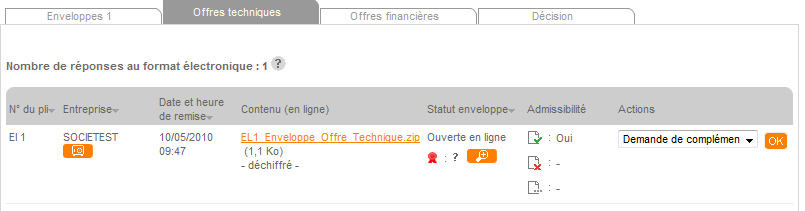 Enveloppes 1 Offres techniques Offres financières Décision
Nombre de réponses au format électronique : 1 ?
N° du pli Entreprise Date et heure de remise Contenu (en ligne) Statut enveloppe Admissibilité Actions
El 1 SOCIETEST 10/05/2010 EL1_Enveloppe_Offre_Technique.zip Ouverte en ligne : Oui Demande de complémen OK
09:47 (1,1 Ko) : ? : -
- déchiffré -
: -